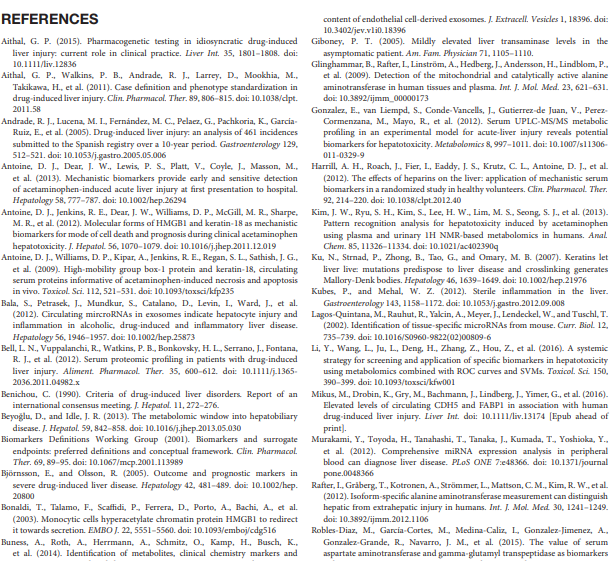 REFERENCES
Aithal, G. P. (2015). Pharmacogenetic testing in idiosyncratic drug-induced
liver injury: current role in clinical practice. Liver Int. 35, 1801–1808. doi:
10.1111/liv.12836
Aithal, G. P., Watkins, P. B., Andrade, R. J., Larrey, D., Mookhia, M.,
Takikawa, H., et al. (2011). Case definition and phenotype standardization in
drug-induced liver injury. Clin. Pharmacol. Ther. 89, 806–815. doi: 10.1038/clpt.
2011.58
Andrade, R. J., Lucena, M. I., Fernández, M. C., Pelaez, G., Pachkoria, K., García-
Ruiz, E., et al. (2005). Drug-induced liver injury: an analysis of 461 incidences
submitted to the Spanish registry over a 10-year period. Gastroenterology 129,
512–521. doi: 10.1053/j.gastro.2005.05.006
Antoine, D. J., Dear, J. W., Lewis, P. S., Platt, V., Coyle, J., Masson, M.,
et al. (2013). Mechanistic biomarkers provide early and sensitive detection
of acetaminophen-induced acute liver injury at first presentation to hospital.
Hepatology 58, 777–787. doi: 10.1002/hep.26294
Antoine, D. J., Jenkins, R. E., Dear, J. W., Williams, D. P., McGill, M. R., Sharpe,
M. R., et al. (2012). Molecular forms of HMGB1 and keratin-18 as mechanistic
biomarkers for mode of cell death and prognosis during clinical acetaminophen
hepatotoxicity. J. Hepatol. 56, 1070–1079. doi: 10.1016/j.jhep.2011.12.019
Antoine, D. J., Williams, D. P., Kipar, A., Jenkins, R. E., Regan, S. L., Sathish, J. G.,
et al. (2009). High-mobility group box-1 protein and keratin-18, circulating
serum proteins informative of acetaminophen-induced necrosis and apoptosis
in vivo. Toxicol. Sci. 112, 521–531. doi: 10.1093/toxsci/kfp235
Bala, S., Petrasek, J., Mundkur, S., Catalano, D., Levin, I., Ward, J., et al.
(2012). Circulating mircroRNAs in exosomes indicate hepatocyte injury and
inflammation in alcoholic, drug-induced and inflammatory liver disease.
Hepatology 56, 1946–1957. doi: 10.1002/hep.25873
Bell, L. N., Vuppalanchi, R., Watkins, P. B., Bonkovsky, H. L., Serrano, J., Fontana,
R. J., et al. (2012). Serum proteomic profiling in patients with drug-induced
liver injury. Aliment. Pharmacol. Ther. 35, 600–612. doi: 10.1111/j.1365-
2036.2011.04982.x
Benichou, C. (1990). Criteria of drug-induced liver disorders. Report of an
international consensus meeting. J. Hepatol. 11, 272–276.
Beyoğlu, D., and Idle, J. R. (2013). The metabolomic window into hepatobiliary
disease. J. Hepatol. 59, 842–858. doi: 10.1016/j.jhep.2013.05.030
Biomarkers Definitions Working Group (2001). Biomarkers and surrogate
endpoints: preferred definitions and conceptual framework. Clin. Pharmacol.
Ther. 69, 89–95. doi: 10.1067/mcp.2001.113989
Björnsson, E., and Olsson, R. (2005). Outcome and prognostic markers in
severe drug-induced liver disease. Hepatology 42, 481–489. doi: 10.1002/hep.
20800
Bonaldi, T., Talamo, F., Scaffidi, P., Ferrera, D., Porto, A., Bachi, A., et al.
(2003). Monocytic cells hyperacetylate chromatin protein HMGB1 to redirect
it towards secretion. EMBO J. 22, 5551–5560. doi: 10.1093/emboj/cdg516
Buness, A., Roth, A., Herrmann, A., Schmitz, O., Kamp, H., Busch, K.,
et al. (2014). Identification of metabolites, clinical chemistry markers and
content of endothelial cell-derived exosomes. J. Extracell. Vesicles 1, 18396. doi:
10.3402/jev.v1i0.18396
Giboney, P. T. (2005). Mildly elevated liver transaminase levels in the
asymptomatic patient. Am. Fam. Physician 71, 1105–1110.
Glinghammar, B., Rafter, I., Linström, A., Hedberg, J., Andersson, H., Lindblom, P.,
et al. (2009). Detection of the mitochondrial and catalytically active alanine
aminotransferase in human tissues and plasma. Int. J. Mol. Med. 23, 621–631.
doi: 10.3892/ijmm_00000173
Gonzalez, E., van Liempd, S., Conde-Vancells, J., Gutierrez-de Juan, V., Perez-
Cormenzana, M., Mayo, R., et al. (2012). Serum UPLC-MS/MS metabolic
profiling in an experimental model for acute-liver injury reveals potential
biomarkers for hepatotoxicity. Metabolomics 8, 997–1011. doi: 10.1007/s11306-
011-0329-9
Harrill, A. H., Roach, J., Fier, I., Eaddy, J. S., Krutz, C. L., Antoine, D. J., et al.
(2012). The effects of heparins on the liver: application of mechanistic serum
biomarkers in a randomized study in healthy volunteers. Clin. Pharmacol. Ther.
92, 214–220. doi: 10.1038/clpt.2012.40
Kim, J. W., Ryu, S. H., Kim, S., Lee, H. W., Lim, M. S., Seong, S. J., et al. (2013).
Pattern recognition analysis for hepatotoxicity induced by acetaminophen
using plasma and urinary 1H NMR-based metabolomics in humans. Anal.
Chem. 85, 11326–11334. doi: 10.1021/ac402390q
Ku, N., Strnad, P., Zhong, B., Tao, G., and Omary, M. B. (2007). Keratins let
liver live: mutations predispose to liver disease and crosslinking generates
Mallory-Denk bodies. Hepatology 46, 1639–1649. doi: 10.1002/hep.21976
Kubes, P., and Mehal, W. Z. (2012). Sterile inflammation in the liver.
Gastroenterology 143, 1158–1172. doi: 10.1053/j.gastro.2012.09.008
Lagos-Quintana, M., Rauhut, R., Yalcin, A., Meyer, J., Lendeckel, W., and Tuschl, T.
(2002). Identification of tissue-specific microRNAs from mouse. Curr. Biol. 12,
735–739. doi: 10.1016/S0960-9822(02)00809-6
Li, Y., Wang, L., Ju, L., Deng, H., Zhang, Z., Hou, Z., et al. (2016). A systematic
strategy for screening and application of specific biomarkers in hepatotoxicity
using metabolomics combined with ROC curves and SVMs. Toxicol. Sci. 150,
390–399. doi: 10.1093/toxsci/kfw001
Mikus, M., Drobin, K., Gry, M., Bachmann, J., Lindberg, J., Yimer, G., et al. (2016).
Elevated levels of circulating CDH5 and FABP1 in association with human
drug-induced liver injury. Liver Int. doi: 10.1111/liv.13174 [Epub ahead of
print].
Murakami, Y., Toyoda, H., Tanahashi, T., Tanaka, J., Kumada, T., Yoshioka, Y.,
et al. (2012). Comprehensive miRNA expression analysis in peripheral
blood can diagnose liver disease. PLoS ONE 7:e48366. doi: 10.1371/journal
pone.0048366
Rafter, I., Gråberg, T., Kotronen, A., Strömmer, L., Mattson, C. M., Kim, R. W., et al.
(2012). Isoform-specific alanine aminotransferase measurement can distinguish
hepatic from extrahepatic injury in humans. Int. J. Mol. Med. 30, 1241–1249.
doi: 10.3892/ijmm.2012.1106
Robles-Diaz, M., Garcia-Cortes, M., Medina-Caliz, I., Gonzalez-Jimenez, A.,
Gonzalez-Grande, R., Navarro, J. M., et al. (2015). The value of serum
aspartate aminotransferase and gamma-glutamyl transpeptidase as biomarkers